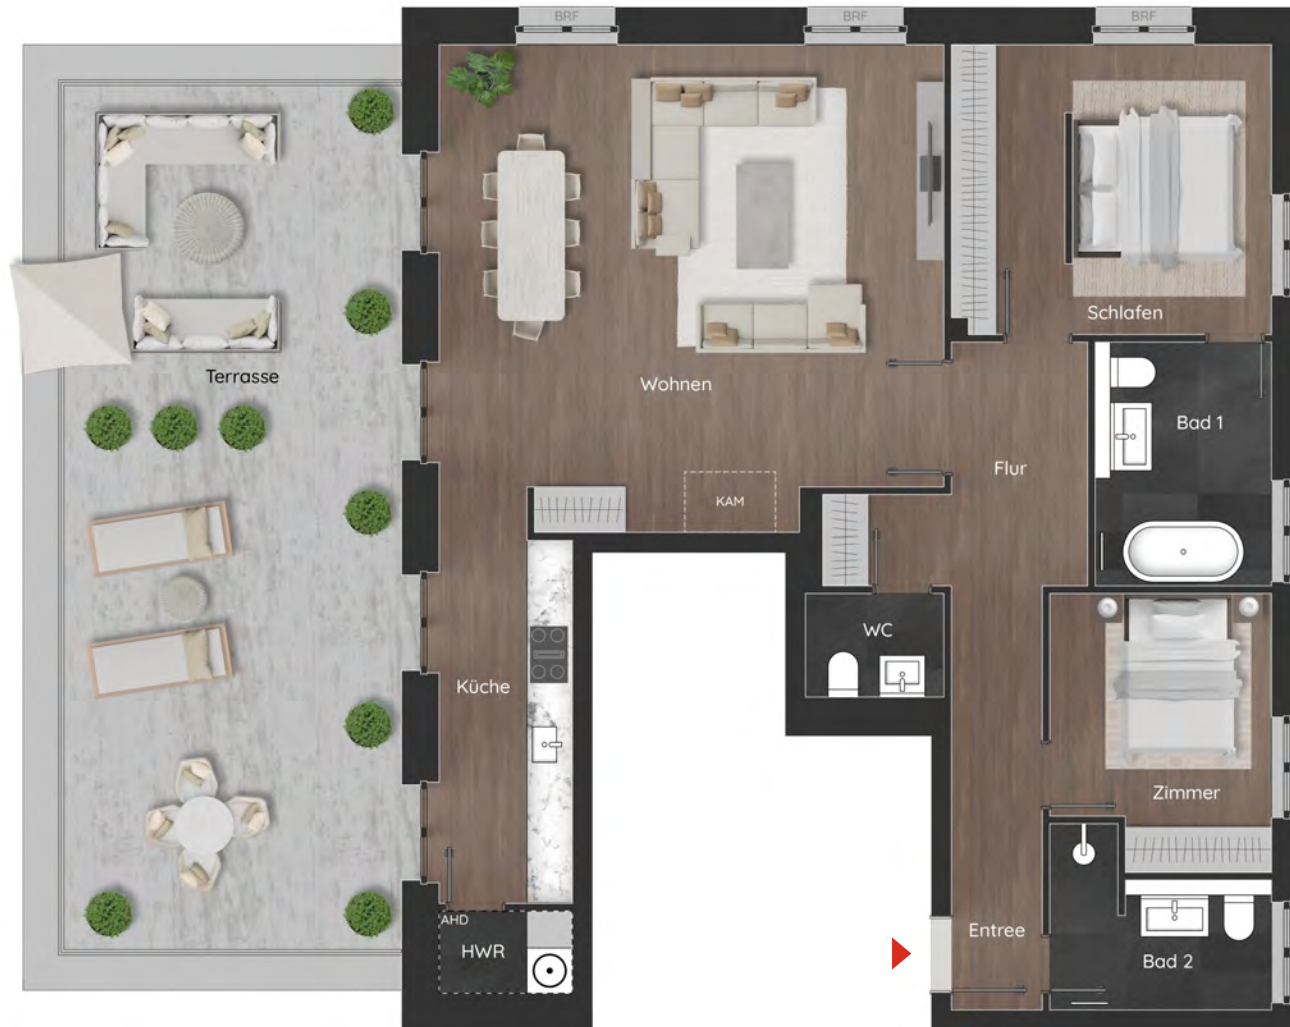 BRF
BRF
BRF
Schlafen
Terrasse
Wohnen
Bad 1
Flur
KAM
WC
Küche
Zimmer
AHD
HWR
Entree
Bad 2